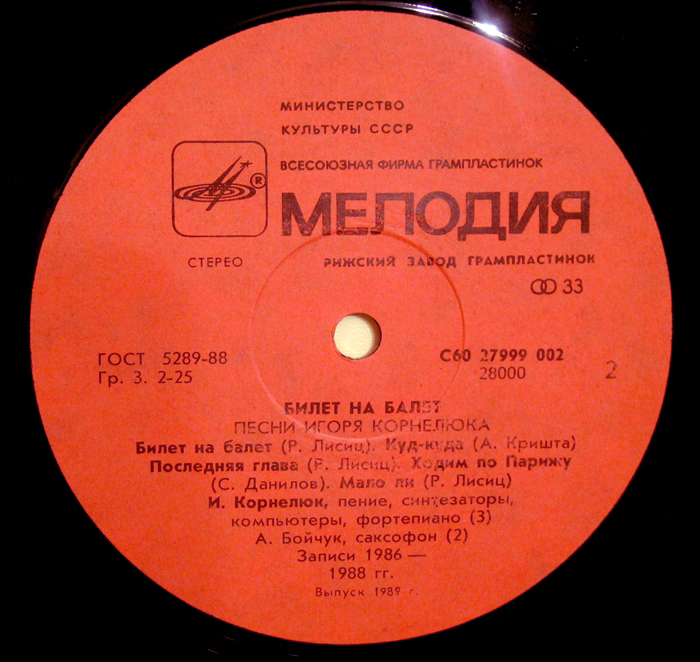 МИНИСТЕРСТВО
КУЛЬТУРЫ СССР
ВСЕСОЮЗНАЯ ФИРМА ГРАМПЛАСТИНОК
®
МЕЛОДИЯ
СТЕРЕО
РИЖСКИЙ ЗАВОД ГРАМПЛАСТИНОК
33
ГОСТ 5289-88
Гр. 3. 2-25
С60 27999 002
28000
2
БИЛЕТ НА БАЛЕТ
ПЕСНИ ИГОРЯ КОРНЕЛЮКА
Билет на балет (Р. Лисиц). Куд-куда (А. Кришта)
Последняя глава (Р. Лисиц). Ходим по Парижу
(С. Данилов). Мало ли (Р. Лисиц)
И. Корнелюк, пение, синтезаторы,
компьютеры, фортепиано (3)
А. Бойчук, саксофон (2)
Записи 1986 —
1988 гг.
Выпуск 1989 г.